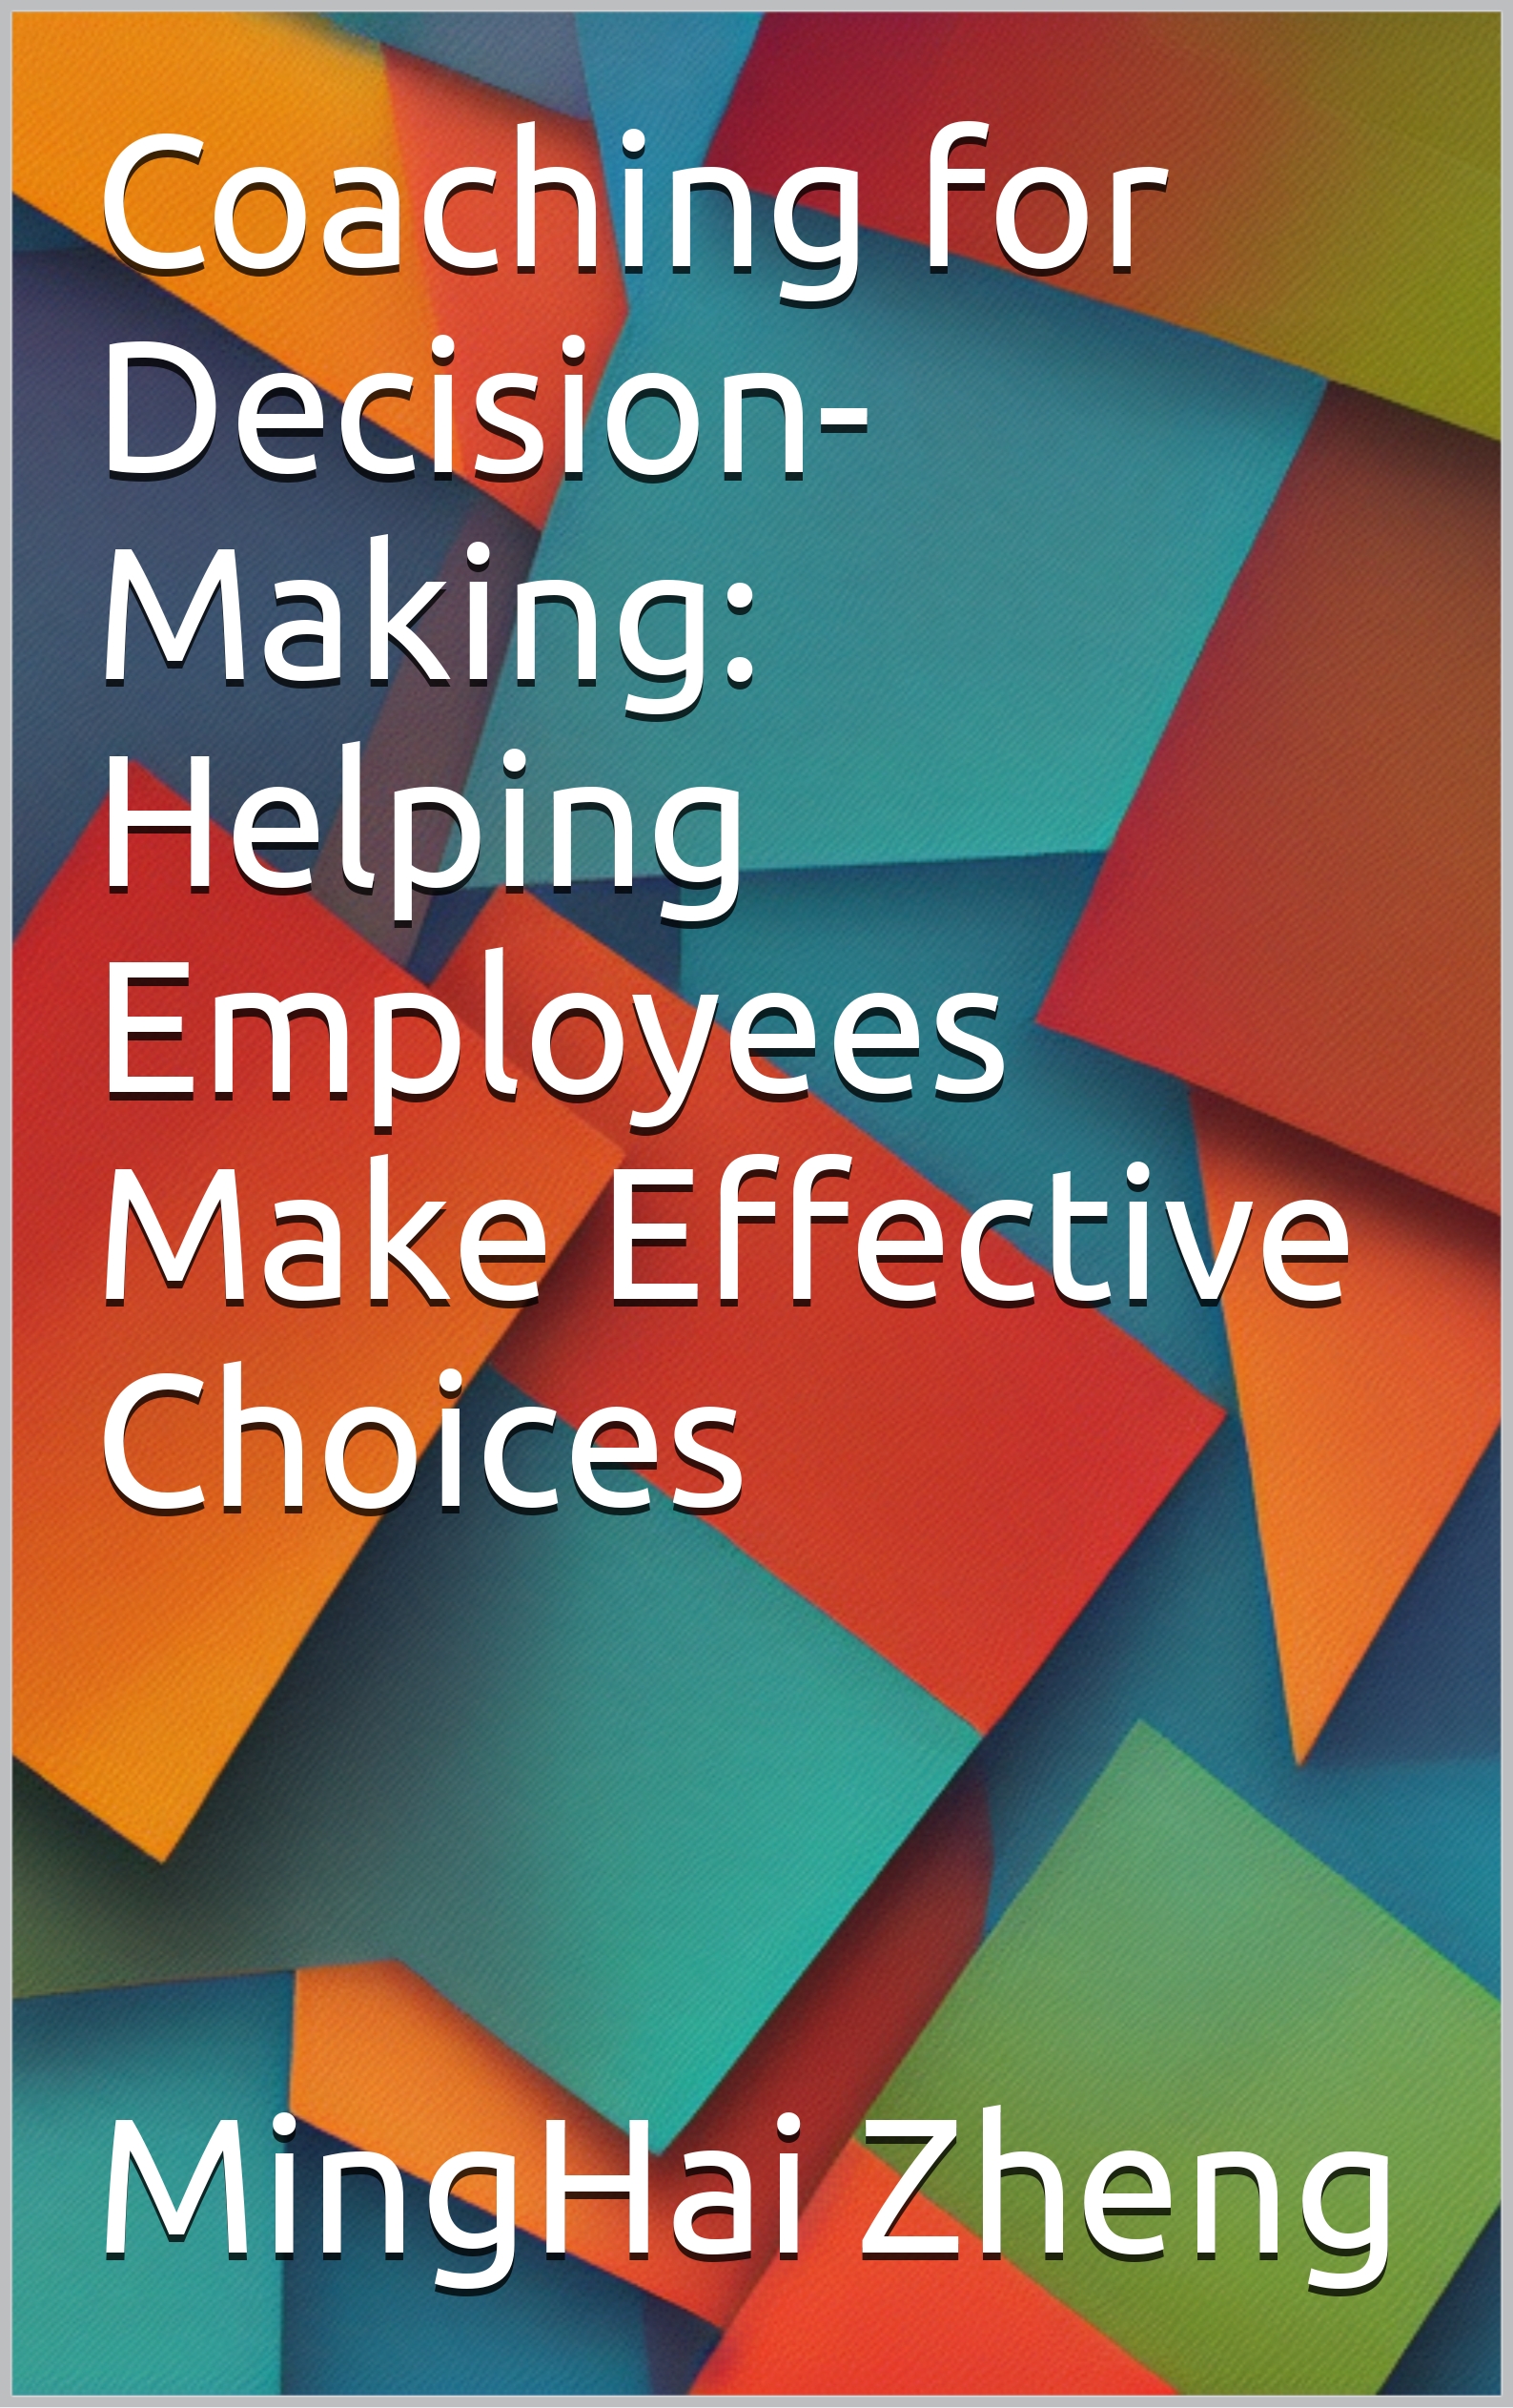 Coaching for
Decision-
Making:
Helping
Employees
Make Effective
Choices
MingHai Zheng